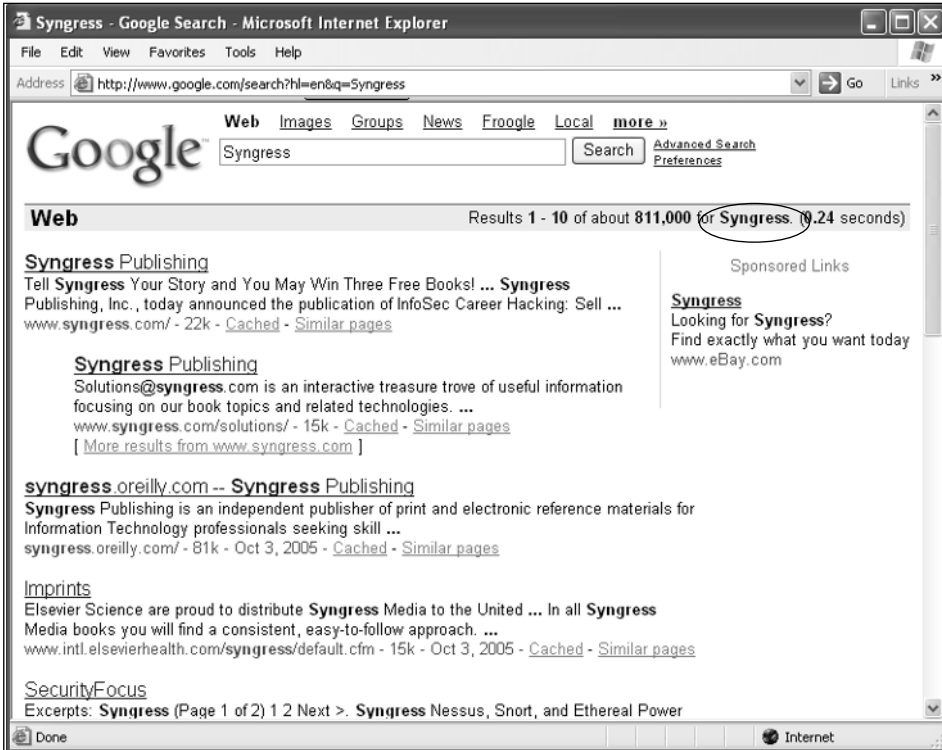 Syngress - Google Search - Microsoft Internet Explorer
File Edit View Favorites Tools Help
Address http://www.google.com/search?hl=en&q=Syngress Go Links »
Web Images Groups News Froogle Local more »
Google™
Syngress Search Advanced Search
Preferences
Web Results 1 - 10 of about 811,000 for Syngress. (0.24 seconds)
Syngress Publishing
Tell Syngress Your Story and You May Win Three Free Books! ... Syngress
Publishing, Inc., today announced the publication of InfoSec Career Hacking: Sell ...
www.syngress.com/ - 22k - Cached - Similar pages
Syngress Publishing
Solutions@syngress.com is an interactive treasure trove of useful information
focusing on our book topics and related technologies. ...
www.syngress.com/solutions/ - 15k - Cached - Similar pages
[ More results from www.syngress.com ]
syngress.oreilly.com -- Syngress Publishing
Syngress Publishing is an independent publisher of print and electronic reference materials for
Information Technology professionals seeking skill ...
syngress.oreilly.com/ - 81k - Oct 3, 2005 - Cached - Similar pages
Imprints
Elsevier Science are proud to distribute Syngress Media to the United ... In all Syngress
Media books you will find a consistent, easy-to-follow approach. ...
www.intl.elsevierhealth.com/syngress/default.cfm - 15k - Oct 3, 2005 - Cached - Similar pages
SecurityFocus
Excerpts: Syngress (Page 1 of 2) 1 2 Next >. Syngress Nessus, Snort, and Ethereal Power
Sponsored Links
Syngress
Looking for Syngress?
Find exactly what you want today
www.eBay.com
Done Internet